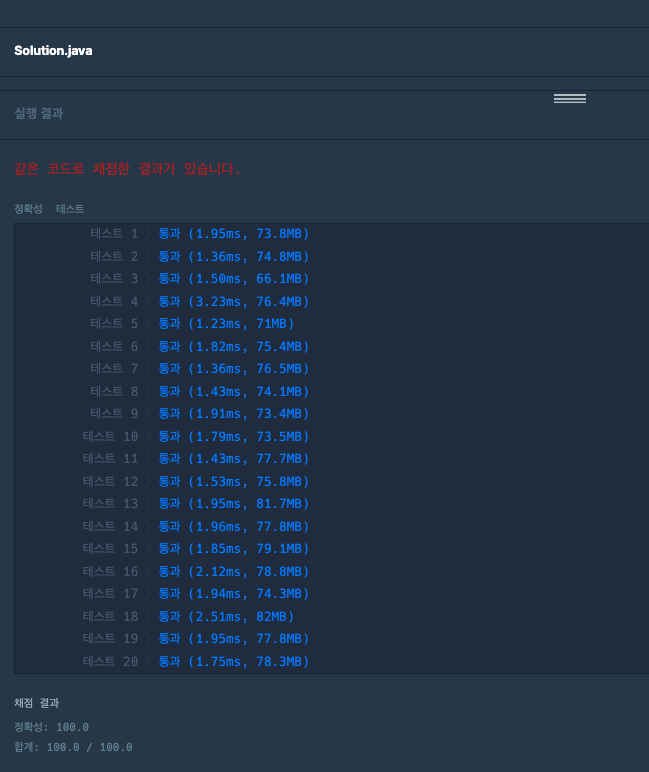 Solution.java
실행 결과
같은 코드로 채점한 결과가 있습니다.
정확성 테스트
테스트 1 〉 통과 (1.95ms, 73.8MB)
테스트 2 〉 통과 (1.36ms, 74.8MB)
테스트 3 〉 통과 (1.50ms, 66.1MB)
테스트 4 〉 통과 (3.23ms, 76.4MB)
테스트 5 〉 통과 (1.23ms, 71MB)
테스트 6 〉 통과 (1.82ms, 75.4MB)
테스트 7 〉 통과 (1.36ms, 76.5MB)
테스트 8 〉 통과 (1.43ms, 74.1MB)
테스트 9 〉 통과 (1.91ms, 73.4MB)
테스트 10 〉 통과 (1.79ms, 73.5MB)
테스트 11 〉 통과 (1.43ms, 77.7MB)
테스트 12 〉 통과 (1.53ms, 75.8MB)
테스트 13 〉 통과 (1.95ms, 81.7MB)
테스트 14 〉 통과 (1.96ms, 77.8MB)
테스트 15 〉 통과 (1.85ms, 79.1MB)
테스트 16 〉 통과 (2.12ms, 78.8MB)
테스트 17 〉 통과 (1.94ms, 74.3MB)
테스트 18 〉 통과 (2.51ms, 82MB)
테스트 19 〉 통과 (1.95ms, 77.8MB)
테스트 20 〉 통과 (1.75ms, 78.3MB)
채점 결과
정확성: 100.0
합계: 100.0 / 100.0